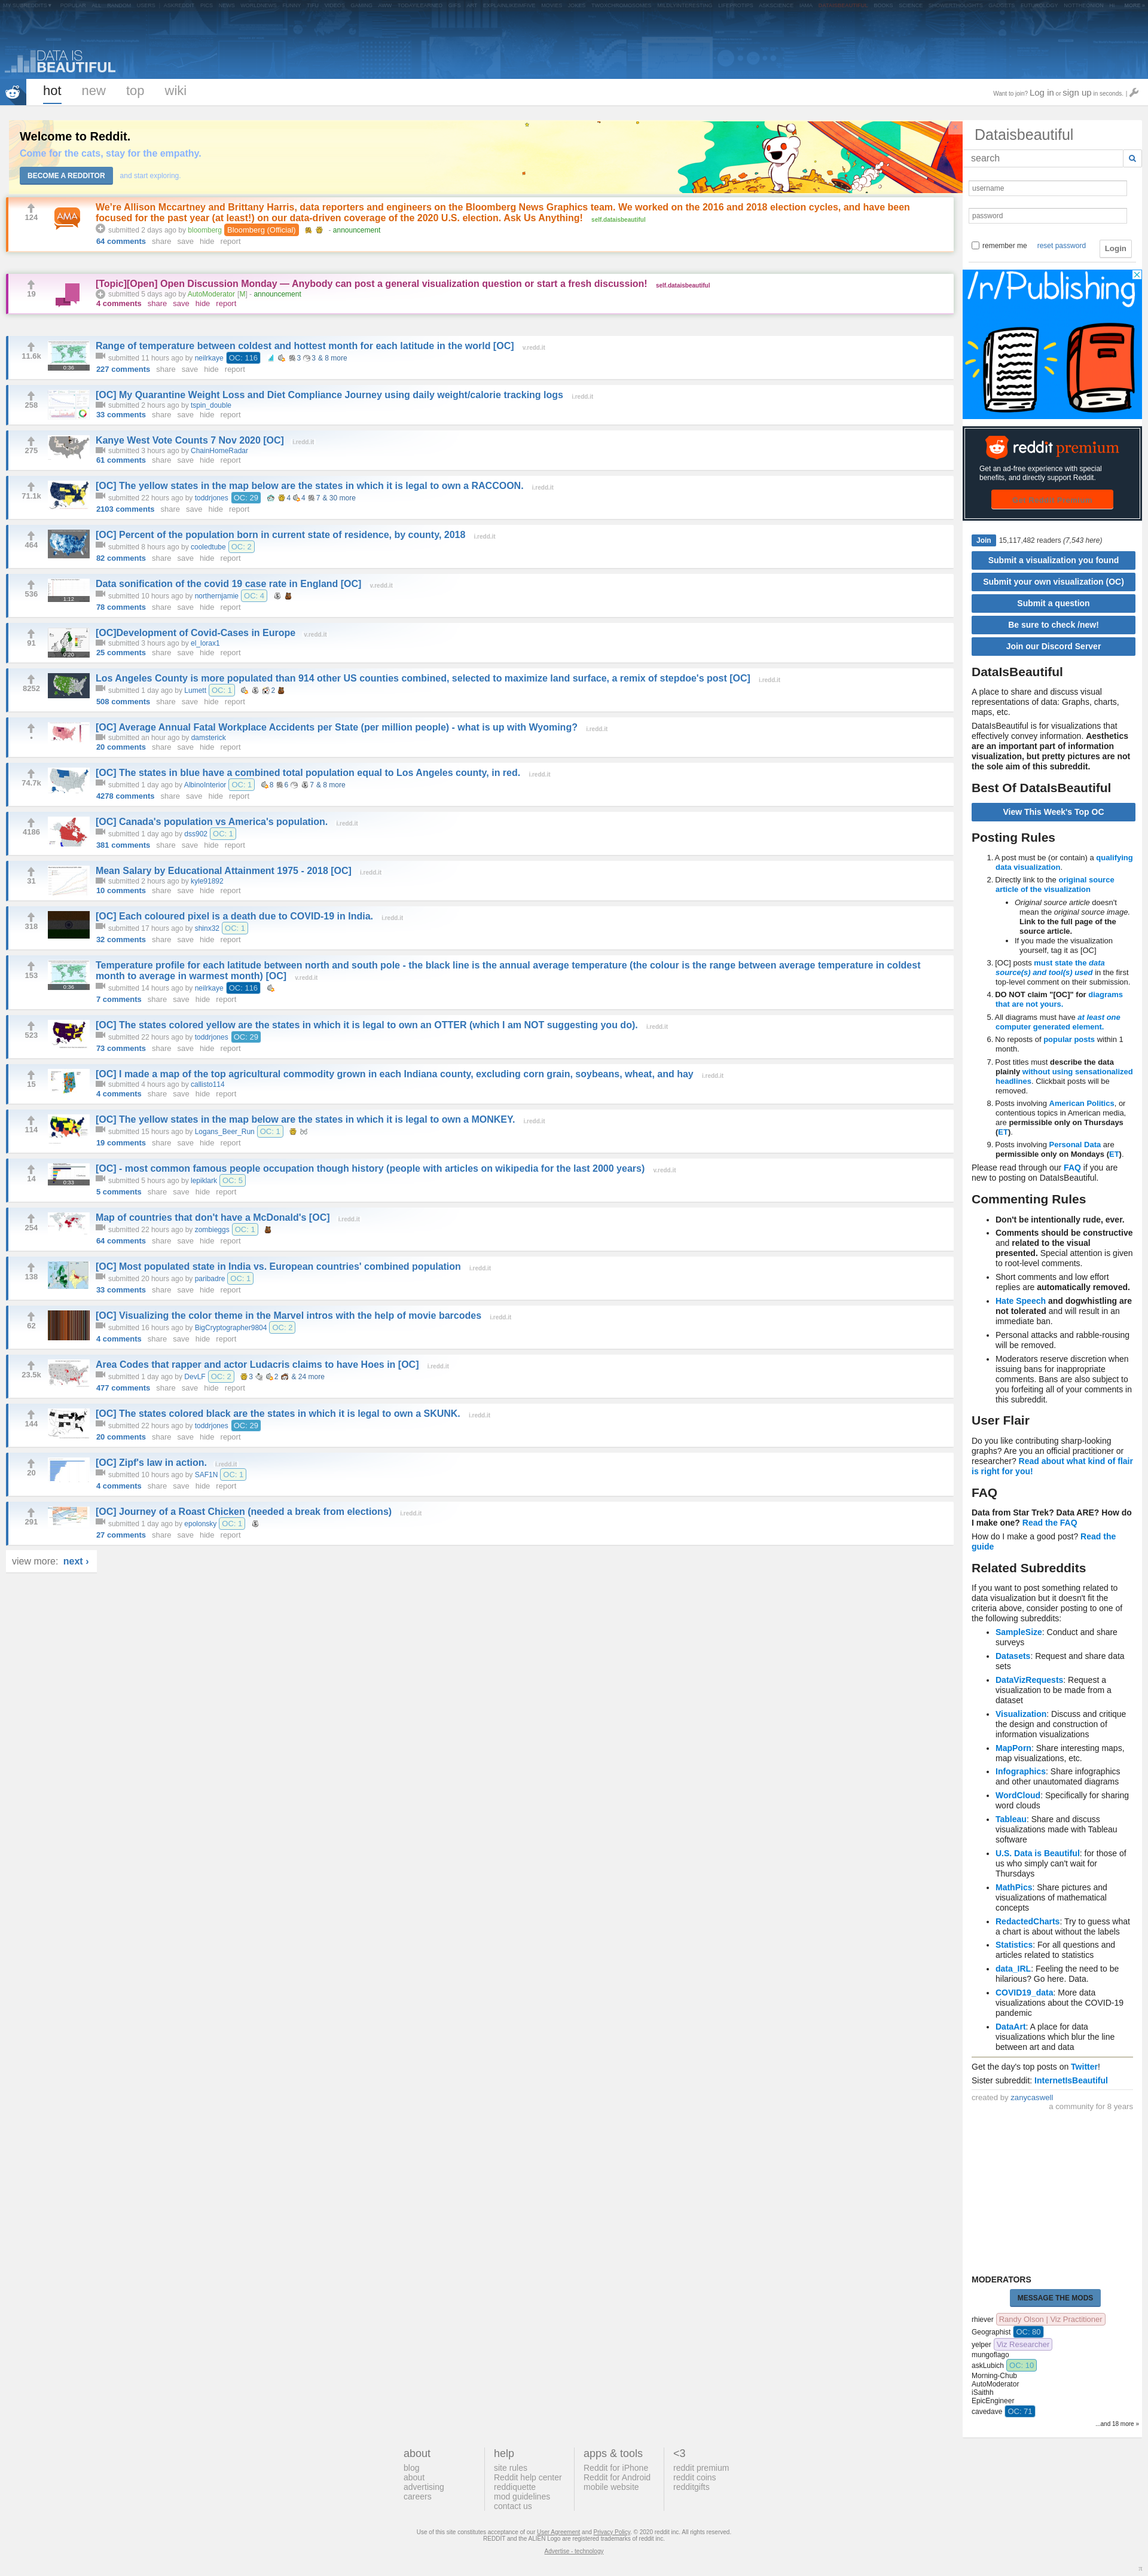 DATA IS
BEAUTIFUL
hot new top wiki
Want to join? Log in or sign up in seconds. |
Welcome to Reddit.
Come for the cats, stay for the empathy.
BECOME A REDDITOR and start exploring.
124
We're Allison Mccartney and Brittany Harris, data reporters and engineers on the Bloomberg News Graphics team. We worked on the 2016 and 2018 election cycles, and have been
focused for the past year (at least!) on our data-driven coverage of the 2020 U.S. election. Ask Us Anything! self.dataisbeautiful
AMA
submitted 2 days ago by bloomberg Bloomberg (Official) - announcement
64 comments share save hide report
19
[Topic][Open] Open Discussion Monday — Anybody can post a general visualization question or start a fresh discussion! self.dataisbeautiful
submitted 5 days ago by AutoModerator [M] - announcement
4 comments share save hide report
11.6k
0:36
Range of temperature between coldest and hottest month for each latitude in the world [OC] v.redd.it
submitted 11 hours ago by neilrkaye OC: 116 3 3 & 8 more
227 comments share save hide report
258
[OC] My Quarantine Weight Loss and Diet Compliance Journey using daily weight/calorie tracking logs i.redd.it
submitted 2 hours ago by tspin_double
33 comments share save hide report
275
Kanye West Vote Counts 7 Nov 2020 [OC] i.redd.it
submitted 3 hours ago by ChainHomeRadar
61 comments share save hide report
71.1k
[OC] The yellow states in the map below are the states in which it is legal to own a RACCOON. i.redd.it
submitted 22 hours ago by toddrjones OC: 29 4 4 7 & 30 more
2103 comments share save hide report
464
[OC] Percent of the population born in current state of residence, by county, 2018 i.redd.it
submitted 8 hours ago by cooledtube OC: 2
82 comments share save hide report
536
1:12
Data sonification of the covid 19 case rate in England [OC] v.redd.it
submitted 10 hours ago by northernjamie OC: 4
78 comments share save hide report
91
0:20
[OC]Development of Covid-Cases in Europe v.redd.it
submitted 3 hours ago by el_lorax1
25 comments share save hide report
8252
Los Angeles County is more populated than 914 other US counties combined, selected to maximize land surface, a remix of stepdoe's post [OC] i.redd.it
submitted 1 day ago by Lumett OC: 1 2
508 comments share save hide report
•
[OC] Average Annual Fatal Workplace Accidents per State (per million people) - what is up with Wyoming? i.redd.it
submitted an hour ago by damsterick
20 comments share save hide report
74.7k
[OC] The states in blue have a combined total population equal to Los Angeles county, in red. i.redd.it
submitted 1 day ago by AlbinoInterior OC: 1 8 6 7 & 8 more
4278 comments share save hide report
4186
[OC] Canada's population vs America's population. i.redd.it
submitted 1 day ago by dss902 OC: 1
381 comments share save hide report
31
Mean Salary by Educational Attainment 1975 - 2018 [OC] i.redd.it
submitted 2 hours ago by kyle91892
10 comments share save hide report
318
[OC] Each coloured pixel is a death due to COVID-19 in India. i.redd.it
submitted 17 hours ago by shinx32 OC: 1
32 comments share save hide report
153
0:36
Temperature profile for each latitude between north and south pole - the black line is the annual average temperature (the colour is the range between average temperature in coldest
month to average in warmest month) [OC] v.redd.it
submitted 14 hours ago by neilrkaye OC: 116
7 comments share save hide report
523
[OC] The states colored yellow are the states in which it is legal to own an OTTER (which I am NOT suggesting you do). i.redd.it
submitted 22 hours ago by toddrjones OC: 29
73 comments share save hide report
15
[OC] I made a map of the top agricultural commodity grown in each Indiana county, excluding corn grain, soybeans, wheat, and hay i.redd.it
submitted 4 hours ago by callisto114
4 comments share save hide report
114
[OC] The yellow states in the map below are the states in which it is legal to own a MONKEY. i.redd.it
submitted 15 hours ago by Logans_Beer_Run OC: 1
19 comments share save hide report
14
0:33
[OC] - most common famous people occupation though history (people with articles on wikipedia for the last 2000 years) v.redd.it
submitted 5 hours ago by lepiklark OC: 5
5 comments share save hide report
254
Map of countries that don't have a McDonald's [OC] i.redd.it
submitted 22 hours ago by zombieggs OC: 1
64 comments share save hide report
138
[OC] Most populated state in India vs. European countries' combined population i.redd.it
submitted 20 hours ago by paribadre OC: 1
33 comments share save hide report
62
[OC] Visualizing the color theme in the Marvel intros with the help of movie barcodes i.redd.it
submitted 16 hours ago by BigCryptographer9804 OC: 2
4 comments share save hide report
23.5k
Area Codes that rapper and actor Ludacris claims to have Hoes in [OC] i.redd.it
submitted 1 day ago by DevLF OC: 2 3 2 & 24 more
477 comments share save hide report
144
[OC] The states colored black are the states in which it is legal to own a SKUNK. i.redd.it
submitted 22 hours ago by toddrjones OC: 29
20 comments share save hide report
20
[OC] Zipf's law in action. i.redd.it
submitted 10 hours ago by SAF1N OC: 1
4 comments share save hide report
291
[OC] Journey of a Roast Chicken (needed a break from elections) i.redd.it
submitted 1 day ago by epolonsky OC: 1
27 comments share save hide report
view more: next ›
Dataisbeautiful
search
username
password
remember me reset password Login
/r/Publishing
reddit premium
Get an ad-free experience with special
benefits, and directly support Reddit.
Join 15,117,482 readers (7,543 here)
Submit a visualization you found
Submit your own visualization (OC)
Submit a question
Be sure to check /new!
Join our Discord Server
DataIsBeautiful
A place to share and discuss visual
representations of data: Graphs, charts,
maps, etc.
DataIsBeautiful is for visualizations that
effectively convey information. Aesthetics
are an important part of information
visualization, but pretty pictures are not
the sole aim of this subreddit.
Best Of DataIsBeautiful
View This Week's Top OC
Posting Rules
1. A post must be (or contain) a qualifying
data visualization.
2. Directly link to the original source
article of the visualization
• Original source article doesn't
mean the original source image.
Link to the full page of the
source article.
• If you made the visualization
yourself, tag it as [OC]
3. [OC] posts must state the data
source(s) and tool(s) used in the first
top-level comment on their submission.
4. DO NOT claim "[OC]" for diagrams
that are not yours.
5. All diagrams must have at least one
computer generated element.
6. No reposts of popular posts within 1
month.
7. Post titles must describe the data
plainly without using sensationalized
headlines. Clickbait posts will be
removed.
8. Posts involving American Politics, or
contentious topics in American media,
are permissible only on Thursdays
(ET).
9. Posts involving Personal Data are
permissible only on Mondays (ET).
Please read through our FAQ if you are
new to posting on DataIsBeautiful.
Commenting Rules
• Don't be intentionally rude, ever.
• Comments should be constructive
and related to the visual
presented. Special attention is given
to root-level comments.
• Short comments and low effort
replies are automatically removed.
• Hate Speech and dogwhistling are
not tolerated and will result in an
immediate ban.
• Personal attacks and rabble-rousing
will be removed.
• Moderators reserve discretion when
issuing bans for inappropriate
comments. Bans are also subject to
you forfeiting all of your comments in
this subreddit.
User Flair
Do you like contributing sharp-looking
graphs? Are you an official practitioner or
researcher? Read about what kind of flair
is right for you!
FAQ
Data from Star Trek? Data ARE? How do
I make one? Read the FAQ
How do I make a good post? Read the
guide
Related Subreddits
If you want to post something related to
data visualization but it doesn't fit the
criteria above, consider posting to one of
the following subreddits:
• SampleSize: Conduct and share
surveys
• Datasets: Request and share data
sets
• DataVizRequests: Request a
visualization to be made from a
dataset
• Visualization: Discuss and critique
the design and construction of
information visualizations
• MapPorn: Share interesting maps,
map visualizations, etc.
• Infographics: Share infographics
and other unautomated diagrams
• WordCloud: Specifically for sharing
word clouds
• Tableau: Share and discuss
visualizations made with Tableau
software
• U.S. Data is Beautiful: for those of
us who simply can't wait for
Thursdays
• MathPics: Share pictures and
visualizations of mathematical
concepts
• RedactedCharts: Try to guess what
a chart is about without the labels
• Statistics: For all questions and
articles related to statistics
• data_IRL: Feeling the need to be
hilarious? Go here. Data.
• COVID19_data: More data
visualizations about the COVID-19
pandemic
• DataArt: A place for data
visualizations which blur the line
between art and data
Get the day's top posts on Twitter!
Sister subreddit: InternetIsBeautiful
created by zanycaswell
a community for 8 years
MODERATORS
MESSAGE THE MODS
rhiever Randy Olson | Viz Practitioner
Geographist OC: 80
yelper Viz Researcher
mungoflago
askLubich OC: 10
Morning-Chub
AutoModerator
iSaithh
EpicEngineer
cavedave OC: 71
...and 18 more »
about
blog
about
advertising
careers
help
site rules
Reddit help center
reddiquette
mod guidelines
contact us
apps & tools
Reddit for iPhone
Reddit for Android
mobile website
<3
reddit premium
reddit coins
redditgifts
Use of this site constitutes acceptance of our User Agreement and Privacy Policy. © 2020 reddit inc. All rights reserved.
REDDIT and the ALIEN Logo are registered trademarks of reddit inc.
Advertise - technology
π